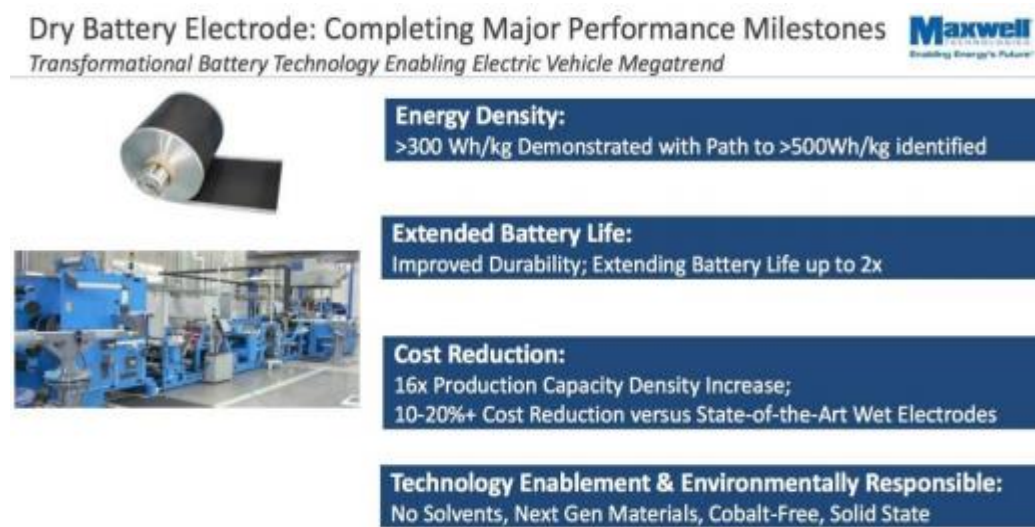 Dry Battery Electrode: Completing Major Performance Milestones
Transformational Battery Technology Enabling Electric Vehicle Megatrend
Maxwell
TECHNOLOGIES
Enabling Energy's Future
Energy Density:
>300 Wh/kg Demonstrated with Path to >500Wh/kg identified
Extended Battery Life:
Improved Durability; Extending Battery Life up to 2x
Cost Reduction:
16x Production Capacity Density Increase;
10-20%+ Cost Reduction versus State-of-the-Art Wet Electrodes
Technology Enablement & Environmentally Responsible:
No Solvents, Next Gen Materials, Cobalt-Free, Solid State